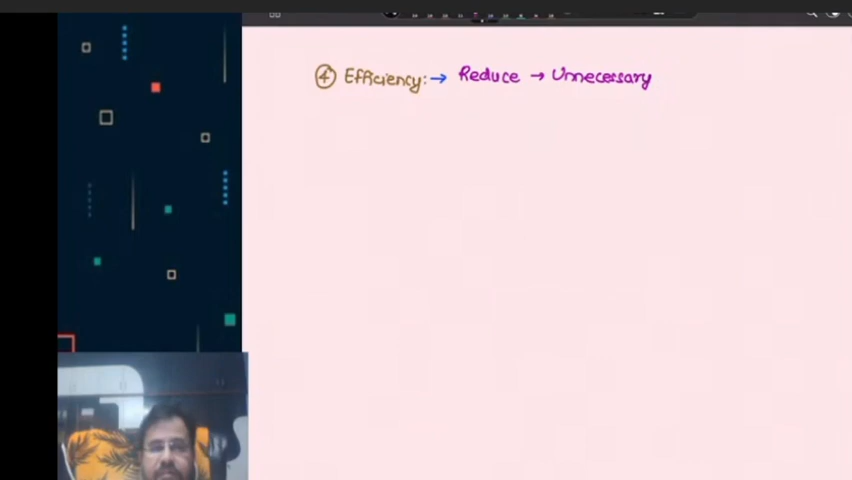 ④ Efficiency:→ Reduce → Unnecessary